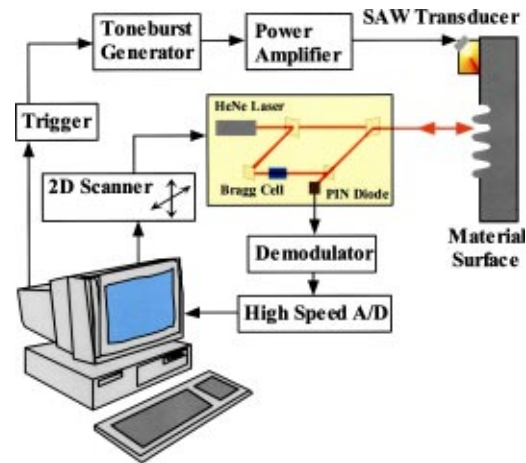 Toneburst
Generator
Power
Amplifier
SAW Transducer
Trigger
HeNe Laser
2D Scanner
Bragg Cell
PIN Diode
Demodulator
Material
Surface
High Speed A/D